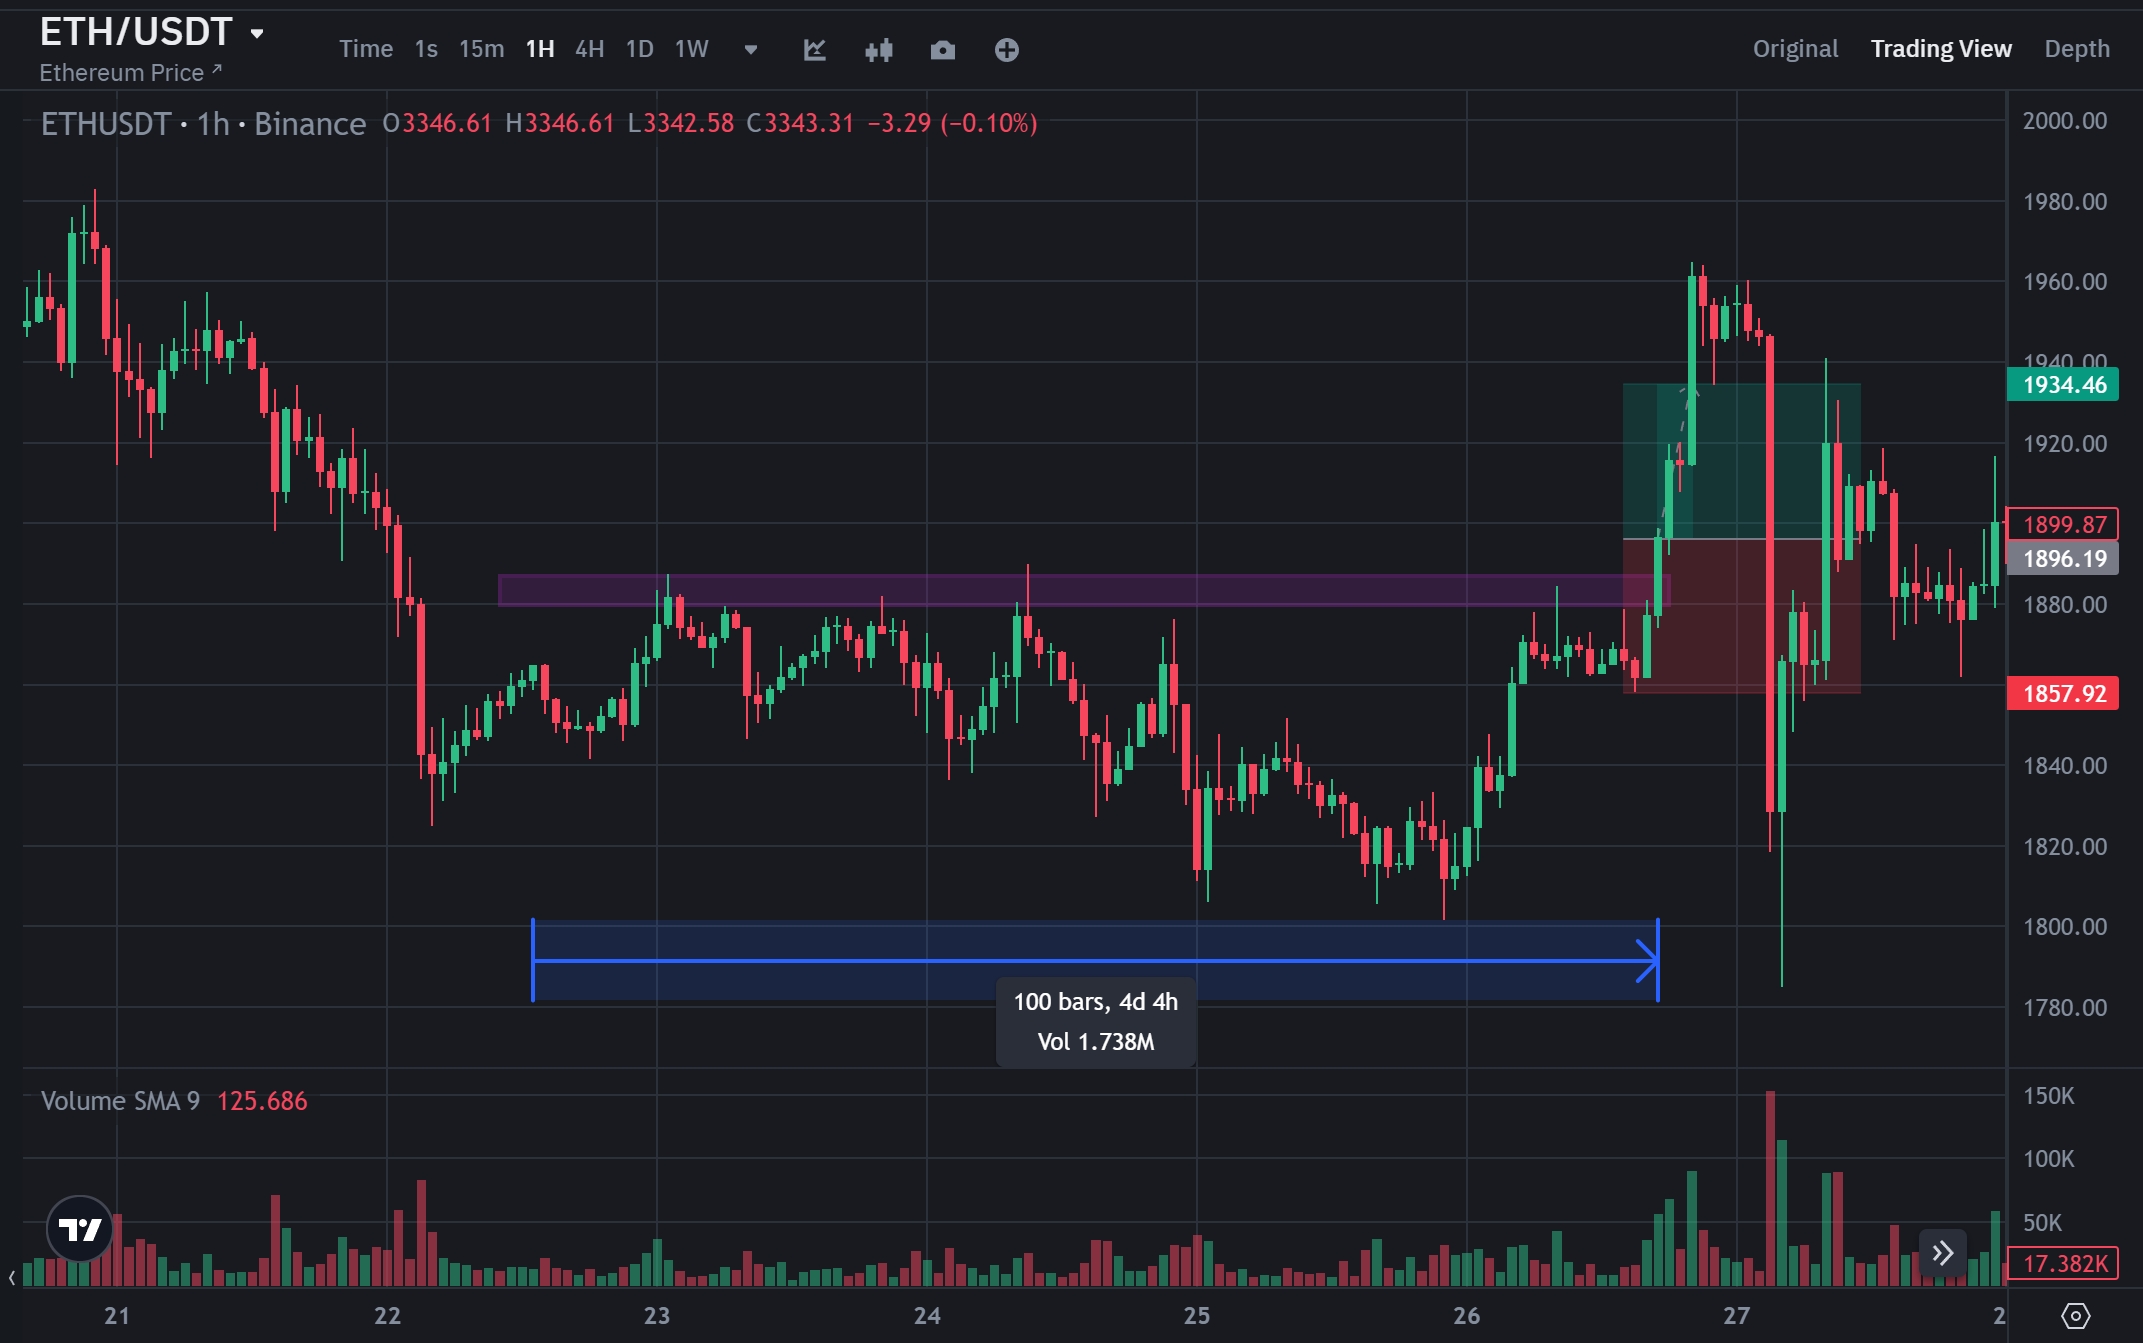 ETH/USDT
Ethereum Price ↗
Time 1s 15m 1H 4H 1D 1W
Original Trading View Depth
ETHUSDT · 1h · Binance O3346.61 H3346.61 L3342.58 C3343.31 −3.29 (−0.10%)
2000.00
1980.00
1960.00
1940.00
1934.46
1920.00
1899.87
1896.19
1880.00
1857.92
1840.00
1820.00
1800.00
1780.00
100 bars, 4d 4h
Vol 1.738M
Volume SMA 9 125.686
150K
100K
50K
17.382K
21 22 23 24 25 26 27 2